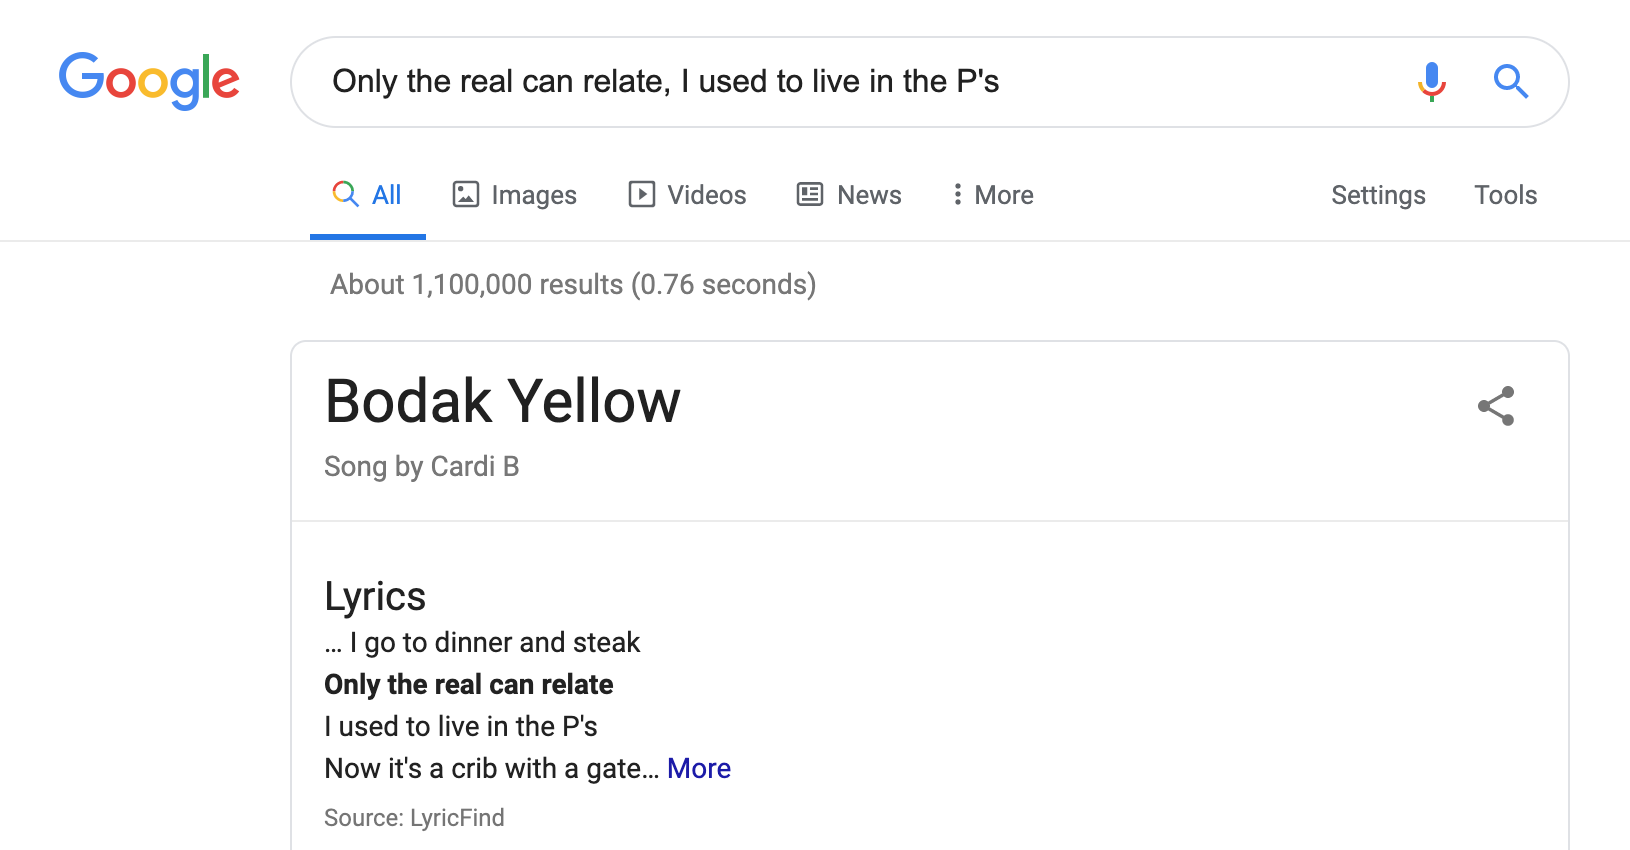 Google
Only the real can relate, I used to live in the P's
All Images Videos News More Settings Tools
About 1,100,000 results (0.76 seconds)
Bodak Yellow
Song by Cardi B
Lyrics
... I go to dinner and steak
Only the real can relate
I used to live in the P's
Now it's a crib with a gate... More
Source: LyricFind